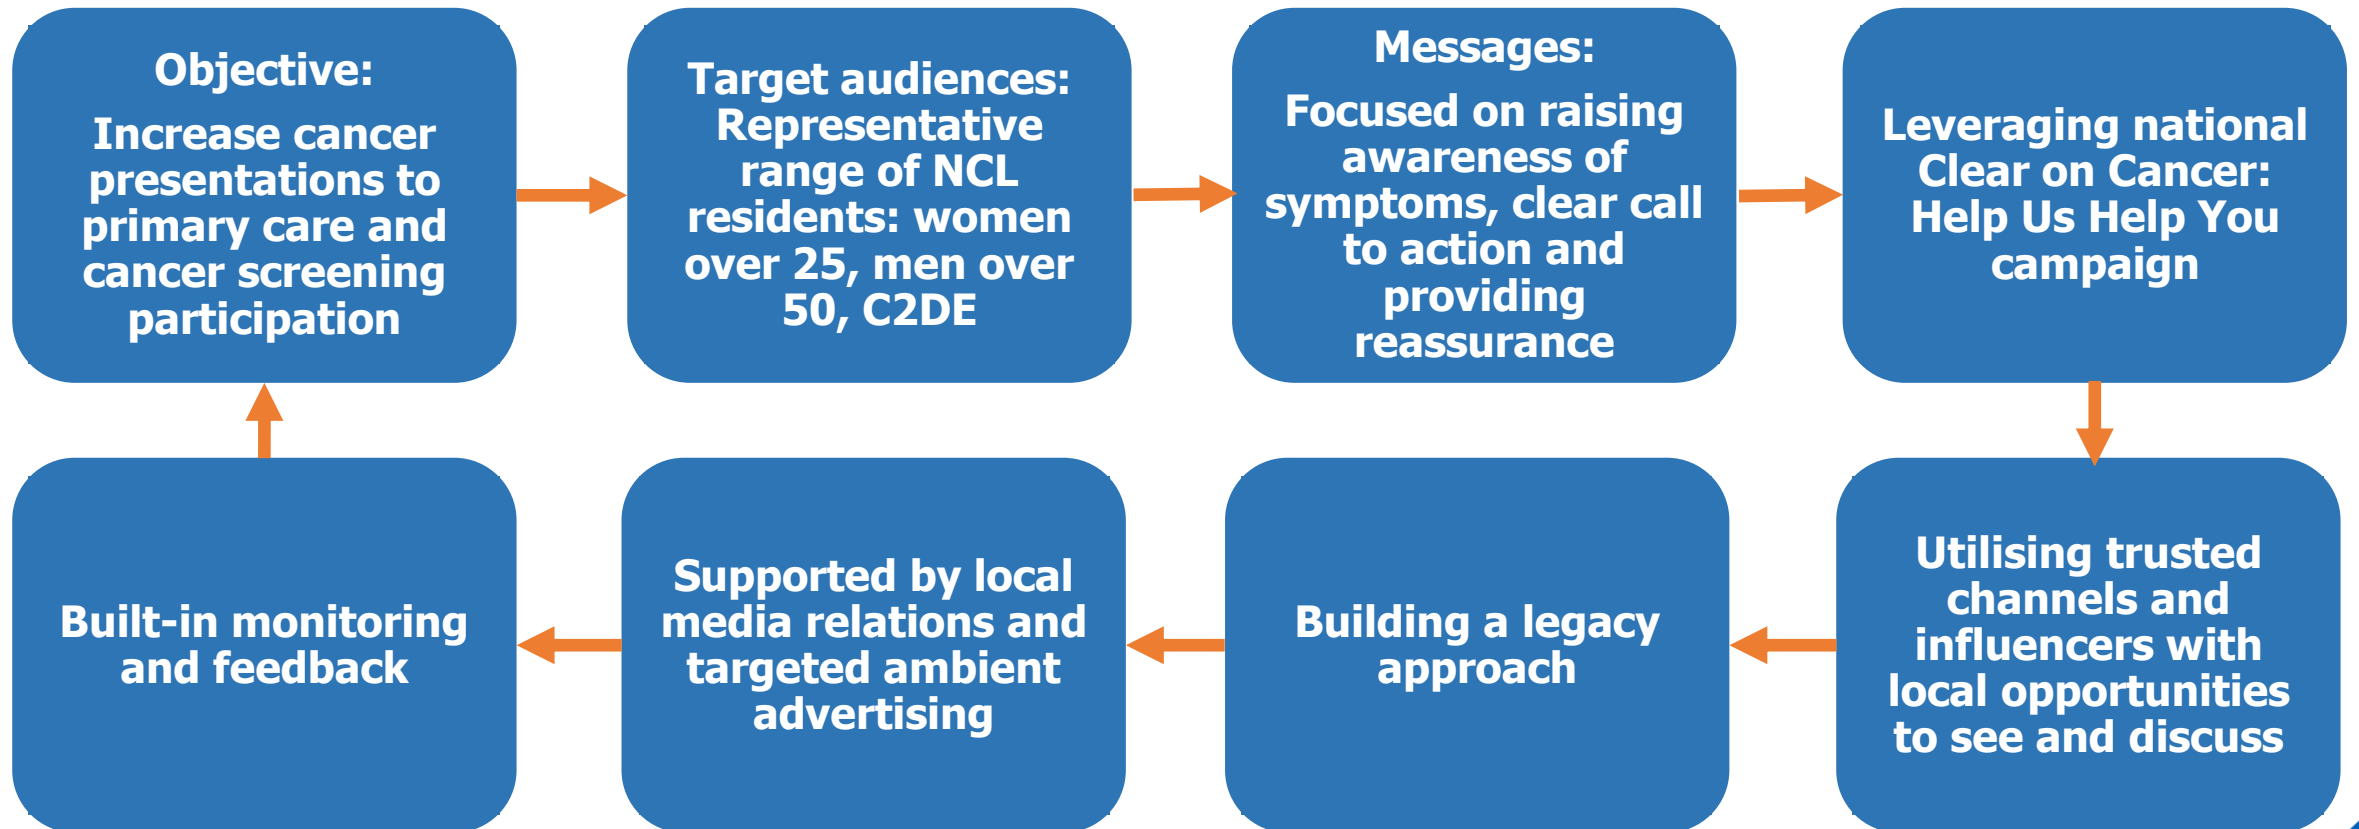 Objective:
Increase cancer
presentations to
primary care and
cancer screening
participation
Target audiences:
Representative
range of NCL
residents: women
over 25, men over
50, C2DE
Messages:
Focused on raising
awareness of
symptoms, clear call
to action and
providing
reassurance
Leveraging national
Clear on Cancer:
Help Us Help You
campaign
Utilising trusted
channels and
influencers with
local opportunities
to see and discuss
Building a legacy
approach
Supported by local
media relations and
targeted ambient
advertising
Built-in monitoring
and feedback